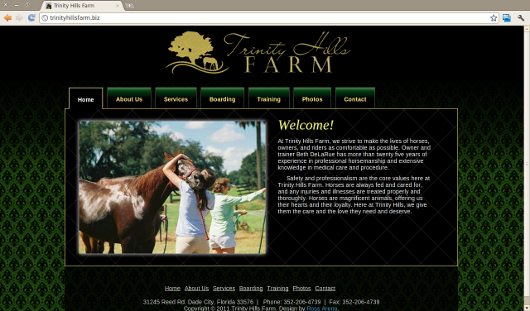 Trinity Hills Farm
trinityhillsfarm.biz
Trinity Hills
FARM
Home About Us Services Boarding Training Photos Contact
Welcome!
At Trinity Hills Farm, we strive to make the lives of horses,
owners, and riders as comfortable as possible. Owner and
trainer Beth DeLaRue has more than twenty five years of
experience in professional horsemanship and extensive
knowledge in medical care and procedure.
Safety and professionalism are the core values here at
Trinity Hills Farm. Horses are always fed and cared for,
and any injuries and illnesses are treated properly and
thoroughly. Horses are magnificent animals, offering us
their hearts and their loyalty. Here at Trinity Hills, we give
them the care and the love they need and deserve.
Home About Us Services Boarding Training Photos Contact
31245 Reed Rd. Dade City, Florida 33576 | Phone: 352-206-4739 | Fax: 352-206-4739
Copyright © 2011 Trinity Hills Farm. Design by Ross Arena.